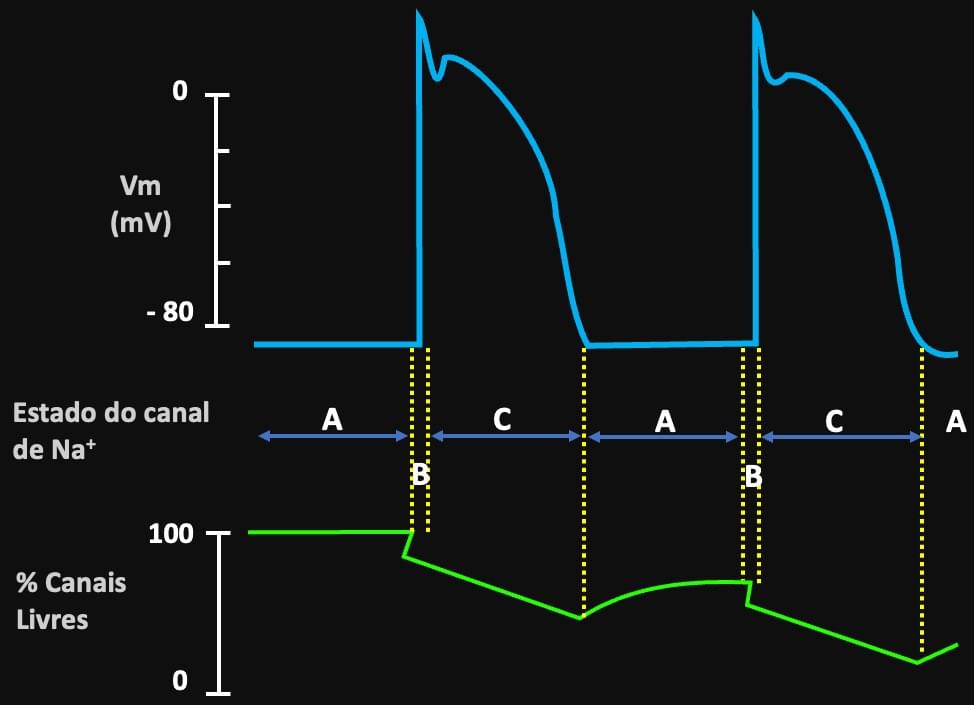 0
Vm
(mV)
- 80
Estado do canal
de Na⁺
A
C
A
C
A
B
B
100
% Canais
Livres
0